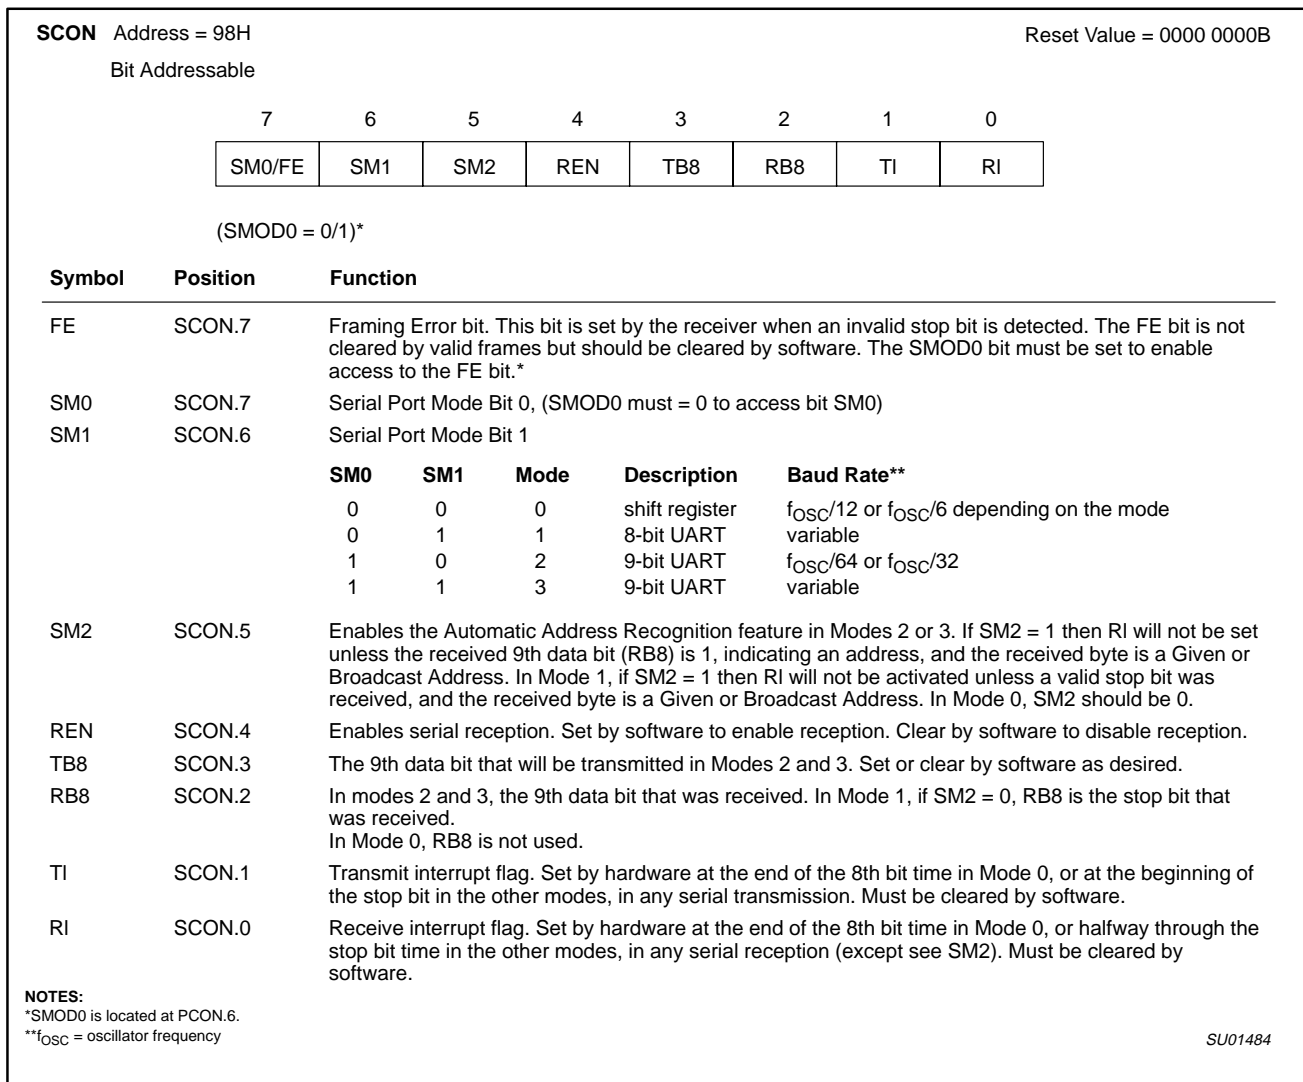 SCON Address = 98H Reset Value = 0000 0000B
Bit Addressable
7 6 5 4 3 2 1 0
SM0/FE SM1 SM2 REN TB8 RB8 TI RI
(SMOD0 = 0/1)*
Symbol Position Function
FE SCON.7 Framing Error bit. This bit is set by the receiver when an invalid stop bit is detected. The FE bit is not
cleared by valid frames but should be cleared by software. The SMOD0 bit must be set to enable
access to the FE bit.*
SM0 SCON.7 Serial Port Mode Bit 0, (SMOD0 must = 0 to access bit SM0)
SM1 SCON.6 Serial Port Mode Bit 1
SM0 SM1 Mode Description Baud Rate**
0 0 0 shift register fOSC/12 or fOSC/6 depending on the mode
0 1 1 8-bit UART variable
1 0 2 9-bit UART fOSC/64 or fOSC/32
1 1 3 9-bit UART variable
SM2 SCON.5 Enables the Automatic Address Recognition feature in Modes 2 or 3. If SM2 = 1 then RI will not be set
unless the received 9th data bit (RB8) is 1, indicating an address, and the received byte is a Given or
Broadcast Address. In Mode 1, if SM2 = 1 then RI will not be activated unless a valid stop bit was
received, and the received byte is a Given or Broadcast Address. In Mode 0, SM2 should be 0.
REN SCON.4 Enables serial reception. Set by software to enable reception. Clear by software to disable reception.
TB8 SCON.3 The 9th data bit that will be transmitted in Modes 2 and 3. Set or clear by software as desired.
RB8 SCON.2 In modes 2 and 3, the 9th data bit that was received. In Mode 1, if SM2 = 0, RB8 is the stop bit that
was received.
In Mode 0, RB8 is not used.
TI SCON.1 Transmit interrupt flag. Set by hardware at the end of the 8th bit time in Mode 0, or at the beginning of
the stop bit in the other modes, in any serial transmission. Must be cleared by software.
RI SCON.0 Receive interrupt flag. Set by hardware at the end of the 8th bit time in Mode 0, or halfway through the
stop bit time in the other modes, in any serial reception (except see SM2). Must be cleared by
software.
NOTES:
*SMOD0 is located at PCON.6.
**fOSC = oscillator frequency SU01484